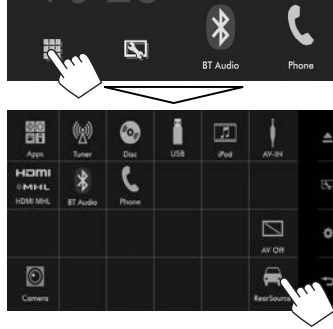 BT Audio Phone
Apps Tuner Disc USB iPod AV-IN
HDMI
MHL
HDMI MHL BT Audio Phone
AV Off
Camera RearSource